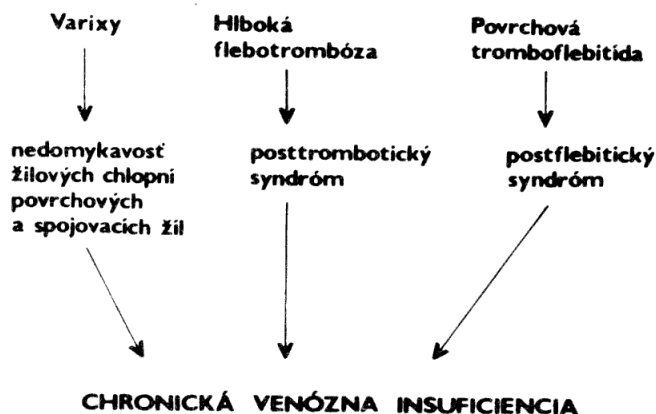 Varixy
Hlboká
flebotrombóza
Povrchová
tromboflebitída
nedomykavosť
žilových chlopní
povrchových
a spojovacích žíl
posttrombotický
syndróm
postflebitický
syndróm
CHRONICKÁ VENÓZNA INSUFICIENCIA